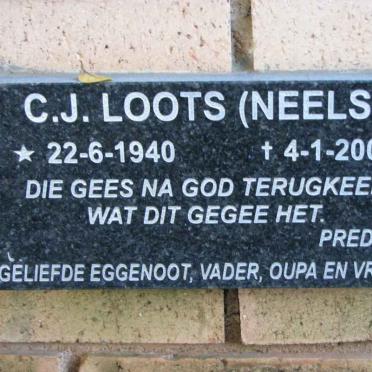 C.J. LOOTS (NEELS
★ 22-6-1940 † 4-1-200
DIE GEES NA GOD TERUGKEE
WAT DIT GEGEE HET.
PRED
GELIEFDE EGGENOOT, VADER, OUPA EN VR